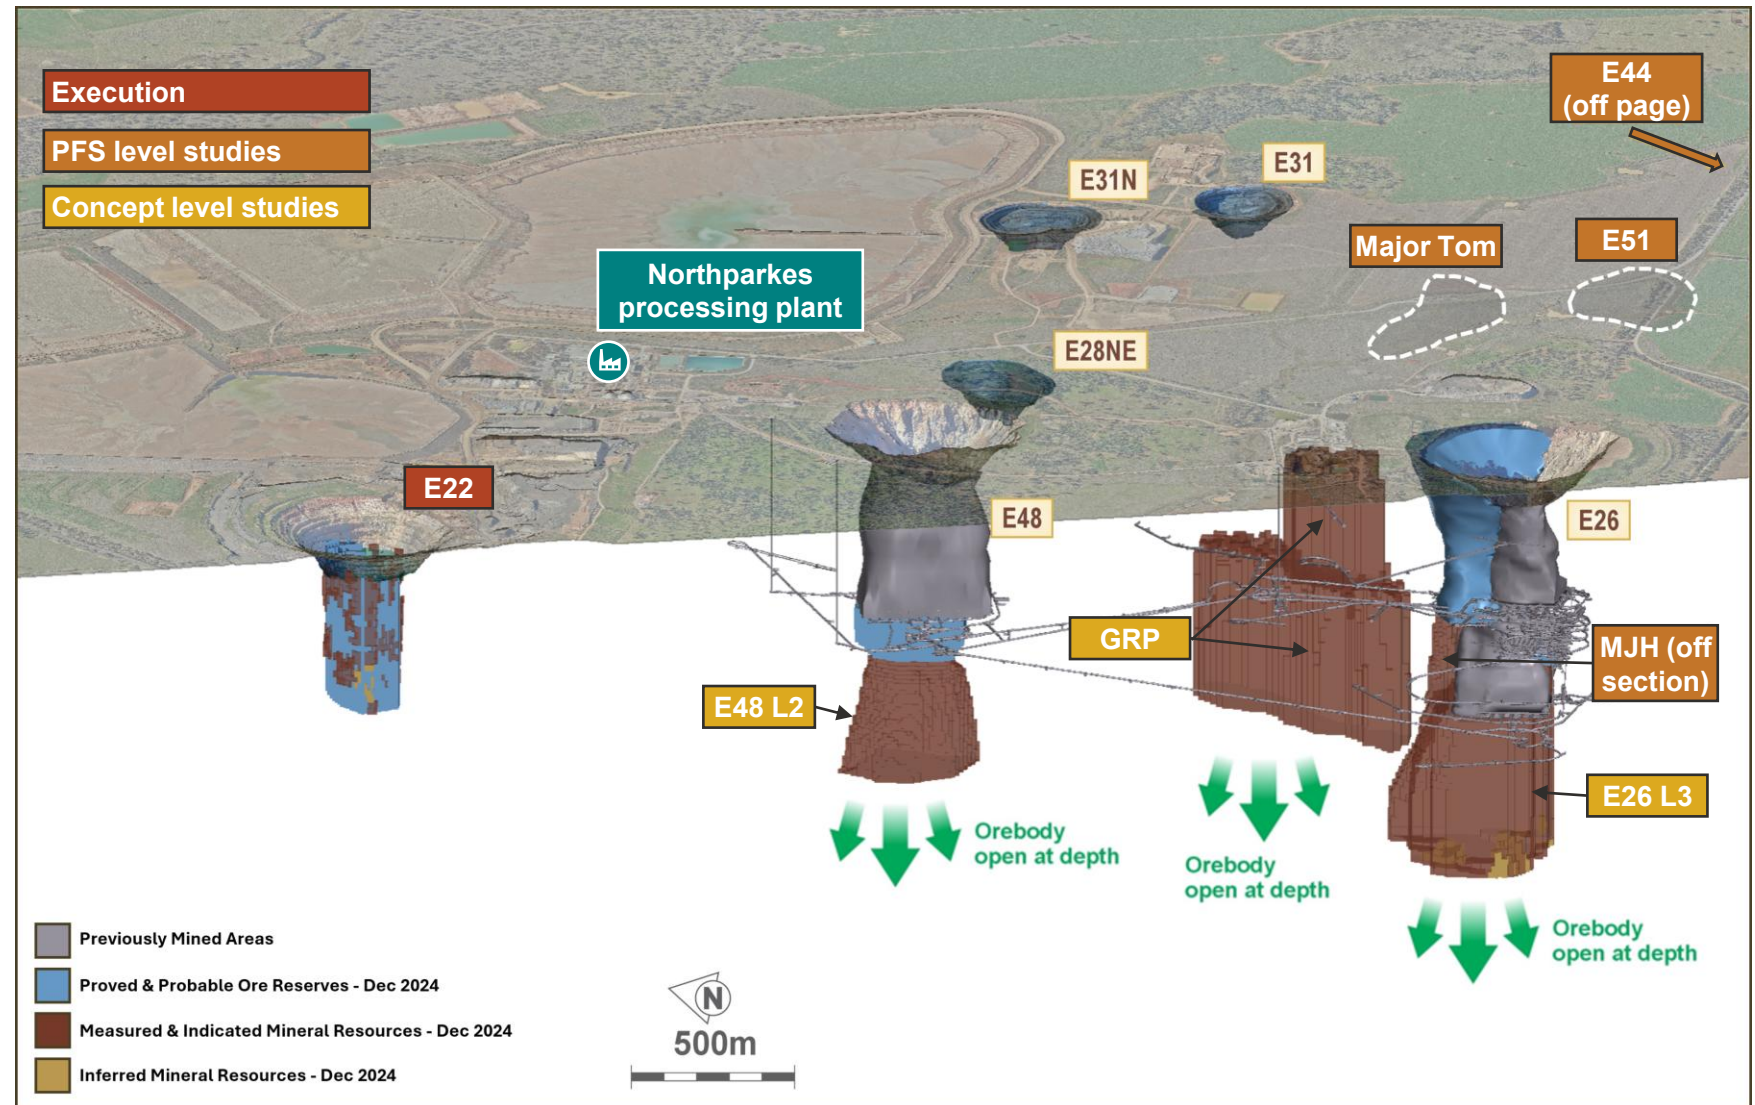 Execution
PFS level studies
Concept level studies
E44
(off page)
E31
E31N
Major Tom
E51
Northparkes
processing plant
E28NE
E22
E48
E26
GRP
MJH (off
section)
E48 L2
E26 L3
Orebody
open at depth
Orebody
open at depth
Orebody
open at depth
Previously Mined Areas
Proved & Probable Ore Reserves - Dec 2024
Measured & Indicated Mineral Resources - Dec 2024
Inferred Mineral Resources - Dec 2024
N
500m